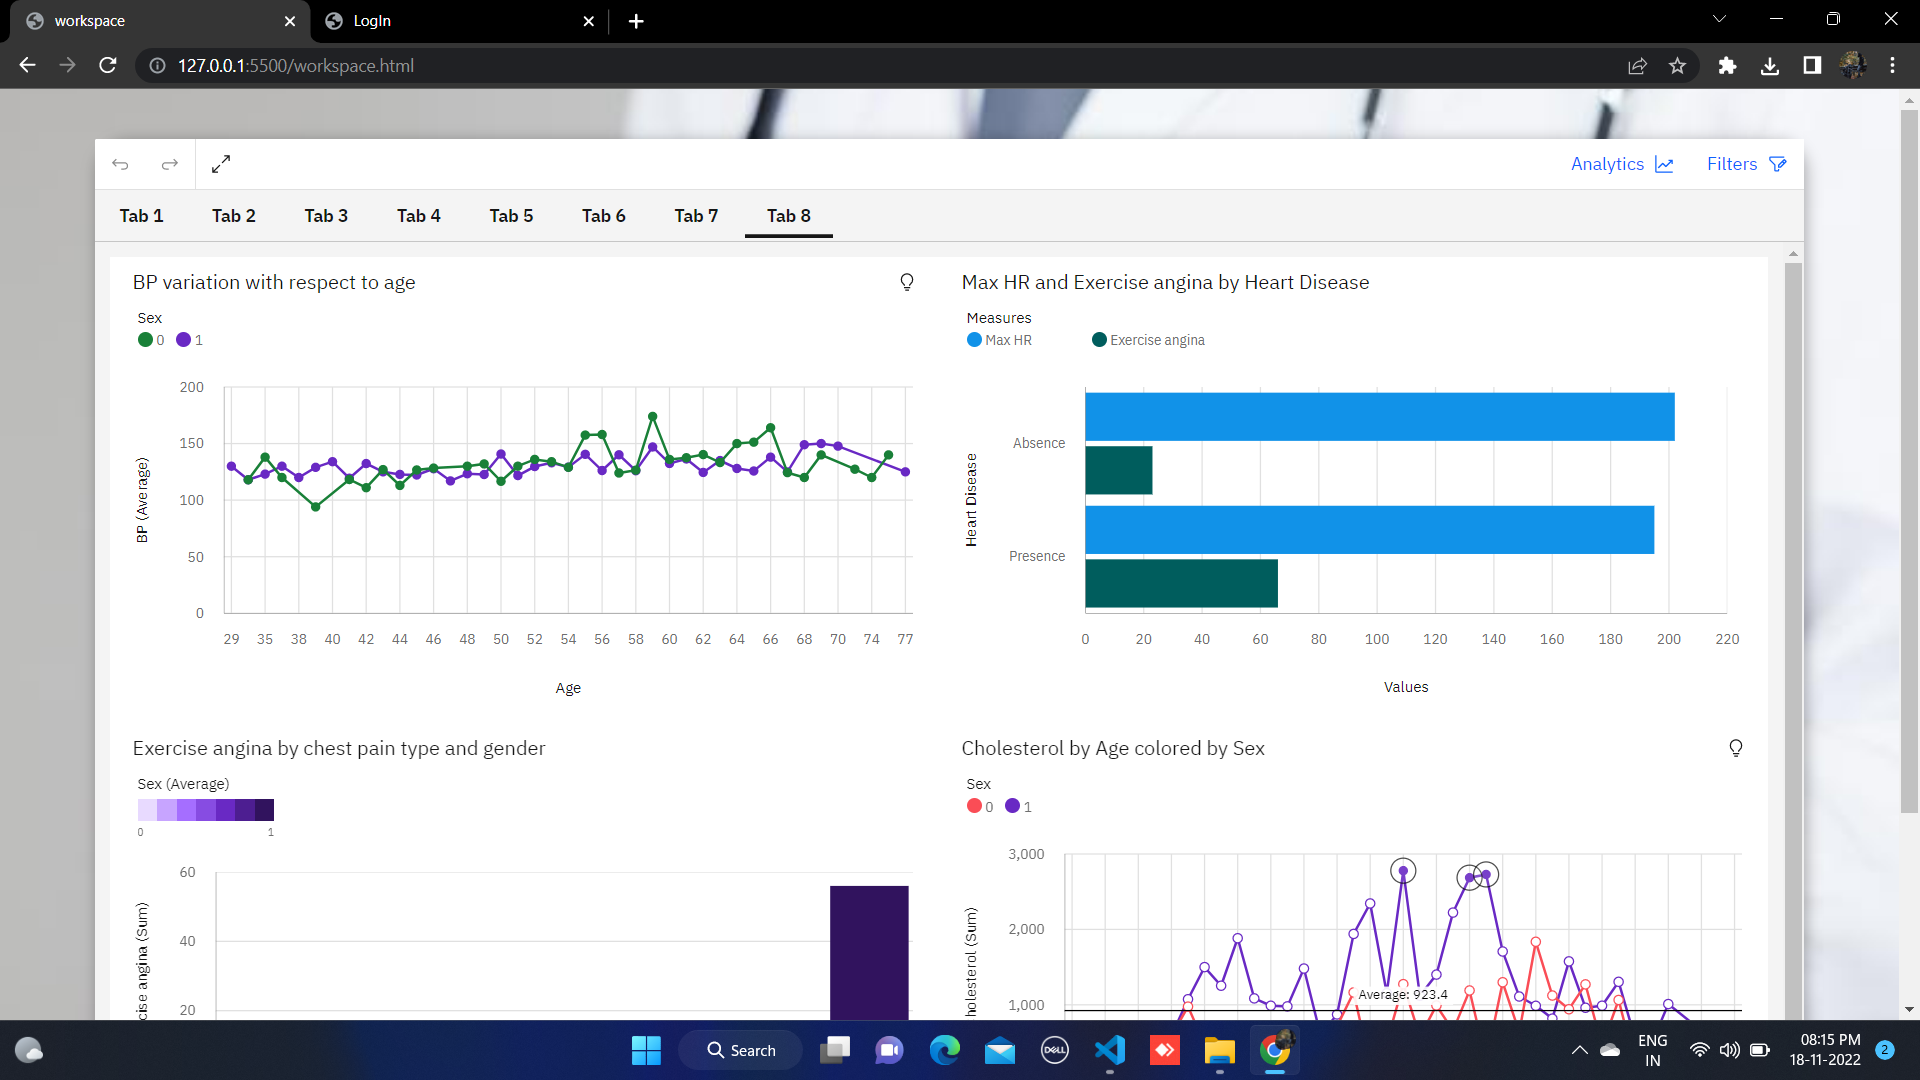 workspace
LogIn
127.0.0.1:5500/workspace.html
Analytics
Filters
Tab 1 Tab 2 Tab 3 Tab 4 Tab 5 Tab 6 Tab 7 Tab 8
BP variation with respect to age
Sex
0 1
200
150
100
50
0
BP (Average)
29 35 38 40 42 44 46 48 50 52 54 56 58 60 62 64 66 68 70 74 77
Age
Max HR and Exercise angina by Heart Disease
Measures
Max HR Exercise angina
Heart Disease
Absence
Presence
0 20 40 60 80 100 120 140 160 180 200 220
Values
Exercise angina by chest pain type and gender
Sex (Average)
0 1
60
40
20
cise angina (Sum)
Cholesterol by Age colored by Sex
Sex
0 1
3,000
2,000
1,000
holesterol (Sum)
Average: 923.4
Search
DELL
ENG
IN
08:15 PM
18-11-2022
2